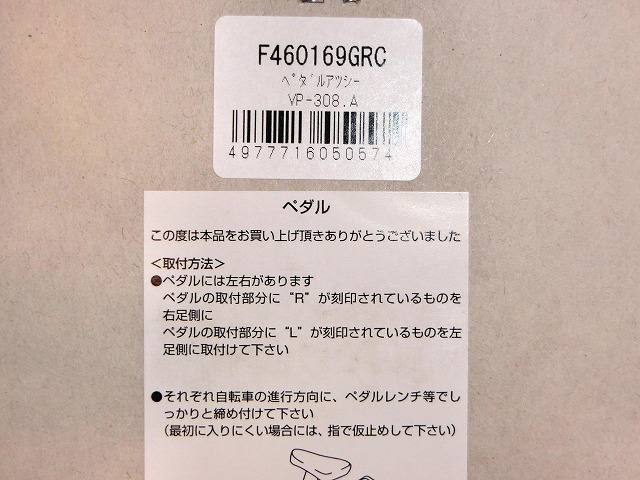 F460169GRC
ﾍﾟﾀﾞﾙｱﾂｼｰ
VP-308.A
4977716050574
ペダル
この度は本品をお買い上げ頂きありがとうございました
＜取付方法＞
●ペダルには左右があります
ペダルの取付部分に“R”が刻印されているものを
右足側に
ペダルの取付部分に“L”が刻印されているものを左
足側に取付けて下さい
●それぞれ自転車の進行方向に、ペダルレンチ等でし
っかりと締め付けて下さい
（最初に入りにくい場合には、指で仮止めして下さい）